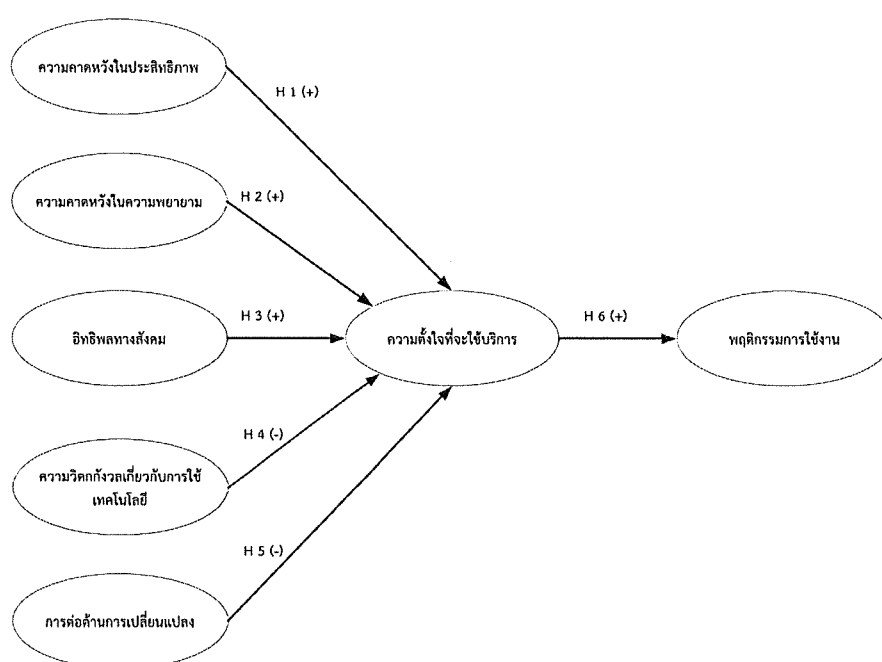 ความคาดหวังในประสิทธิภาพ
H 1 (+)
ความคาดหวังในความพยายาม
H 2 (+)
อิทธิพลทางสังคม
H 3 (+)
ความตั้งใจที่จะใช้บริการ
H 6 (+)
พฤติกรรมการใช้งาน
H 4 (-)
ความวิตกกังวลเกี่ยวกับการใช้
เทคโนโลยี
H 5 (-)
การต่อต้านการเปลี่ยนแปลง